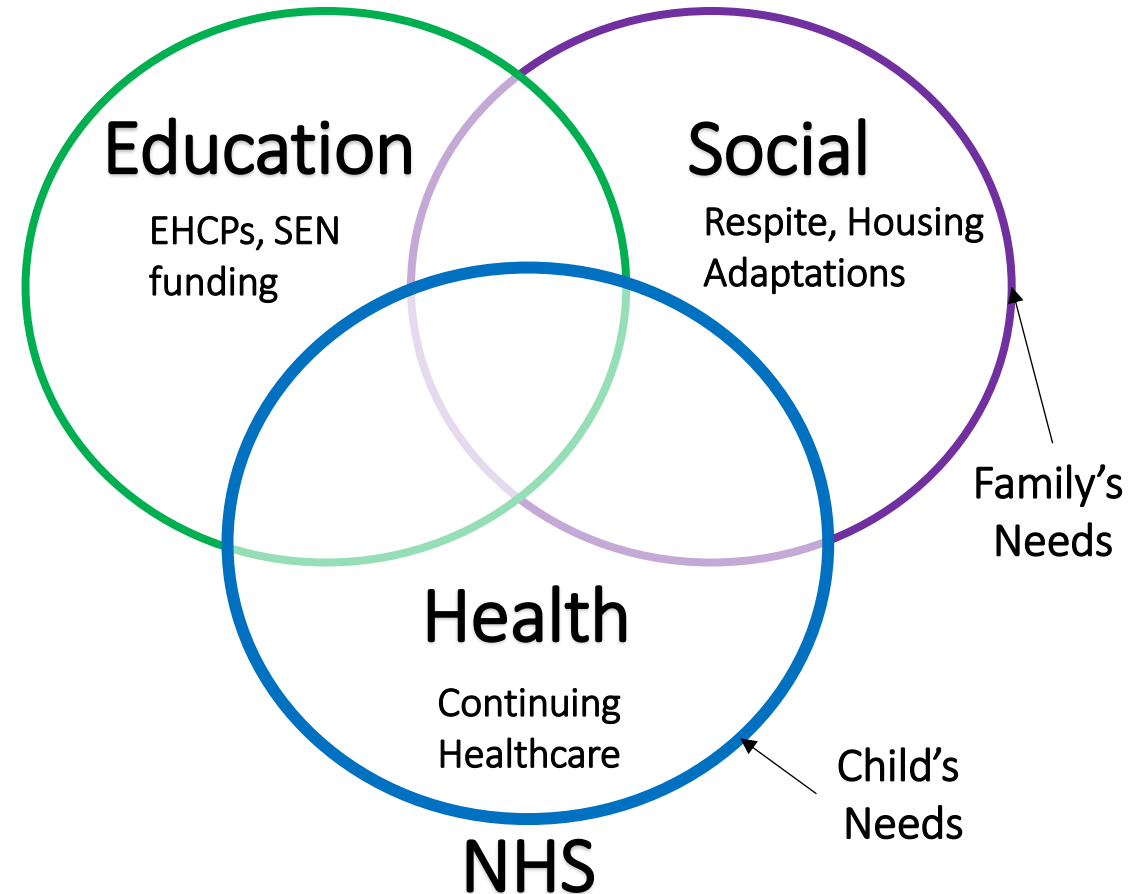 Education
EHCPs, SEN
funding
Social
Respite, Housing
Adaptations
Family’s
Needs
Health
Continuing
Healthcare
Child’s
Needs
NHS